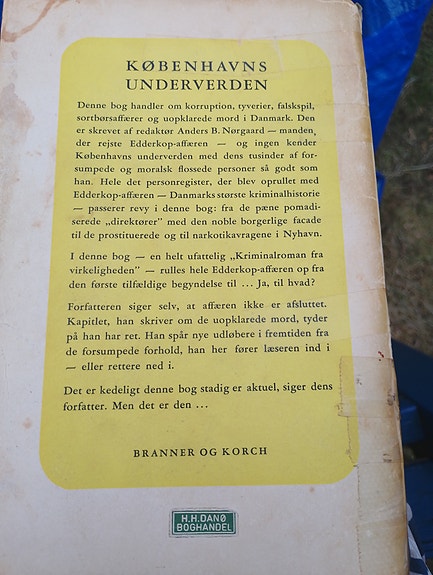 KØBENHAVNS
UNDERVERDEN
Denne bog handler om korruption, tyverier, falskspil,
sortbørsaffærer og uopklarede mord i Danmark. Den
er skrevet af redaktør Anders B. Nørgaard — manden,
der rejste Edderkop-affæren — og ingen kender
Københavns underverden med dens tusinder af for-
sumpede og moralsk flossede personer så godt som
han. Hele det personregister, der blev oprullet med
Edderkop-affæren — Danmarks største kriminalhistorie
— passerer revy i denne bog: fra de pæne pomadi-
serede „direktører” med den noble borgerlige facade
til de prostituerede og til narkotikavragene i Nyhavn.
I denne bog — en helt ufattelig „Kriminalroman fra
virkeligheden” — rulles hele Edderkop-affæren op fra
den første tilfældige begyndelse til ... Ja, til hvad?
Forfatteren siger selv, at affæren ikke er afsluttet.
Kapitlet, han skriver om de uopklarede mord, tyder
på han har ret. Han spår nye udløbere i fremtiden fra
de forsumpede forhold, han her fører læseren ind i
— eller rettere ned i.
Det er kedeligt denne bog stadig er aktuel, siger dens
forfatter. Men det er den ...
BRANNER OG KORCH
H.H.DANØ
BOGHANDEL